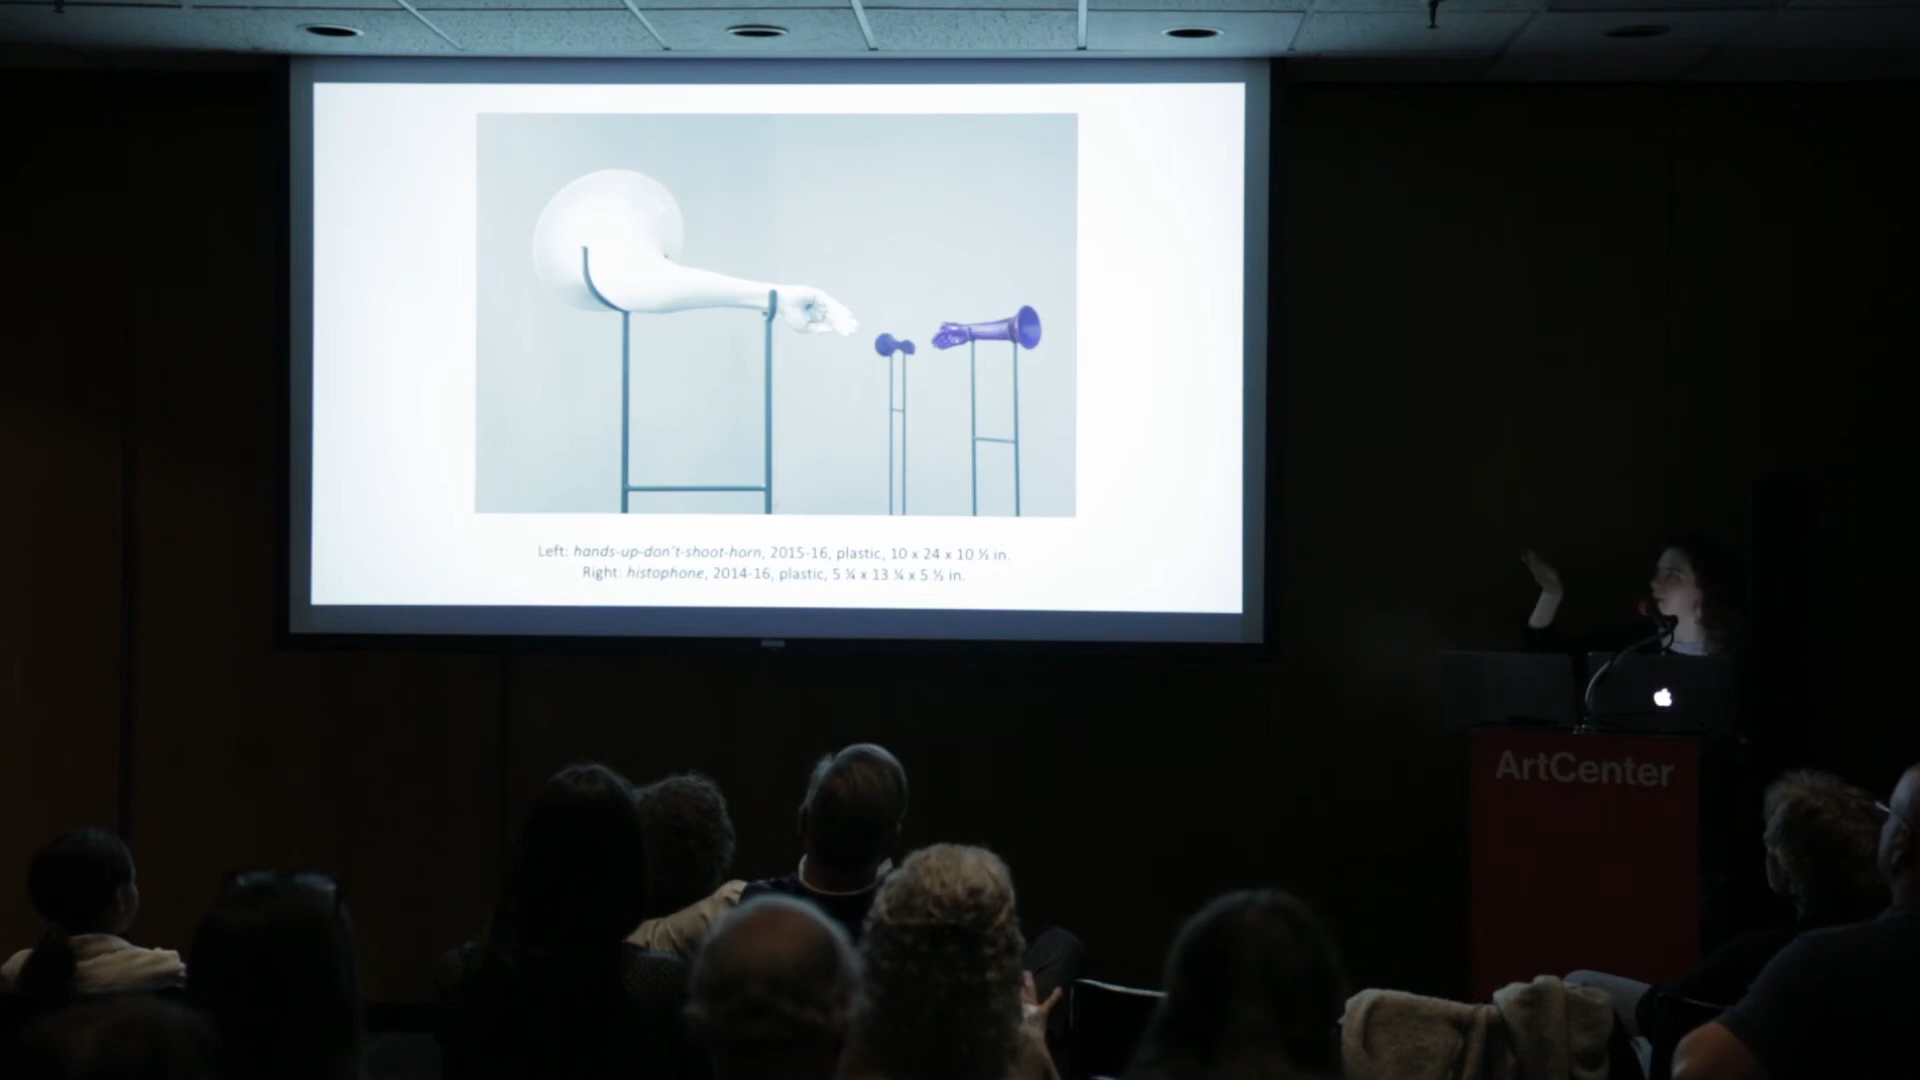 Left: hands-up-don't-shoot-horn, 2015-16, plastic, 10 x 24 x 10 ½ in.
Right: histophone, 2014-16, plastic, 5 ¼ x 13 ¾ x 5 ½ in.
ArtCenter